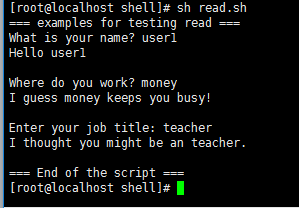 [root@localhost shell]# sh read.sh
=== examples for testing read ===
What is your name? user1
Hello user1
Where do you work? money
I guess money keeps you busy!
Enter your job title: teacher
I thought you might be an teacher.
=== End of the script ===
[root@localhost shell]#